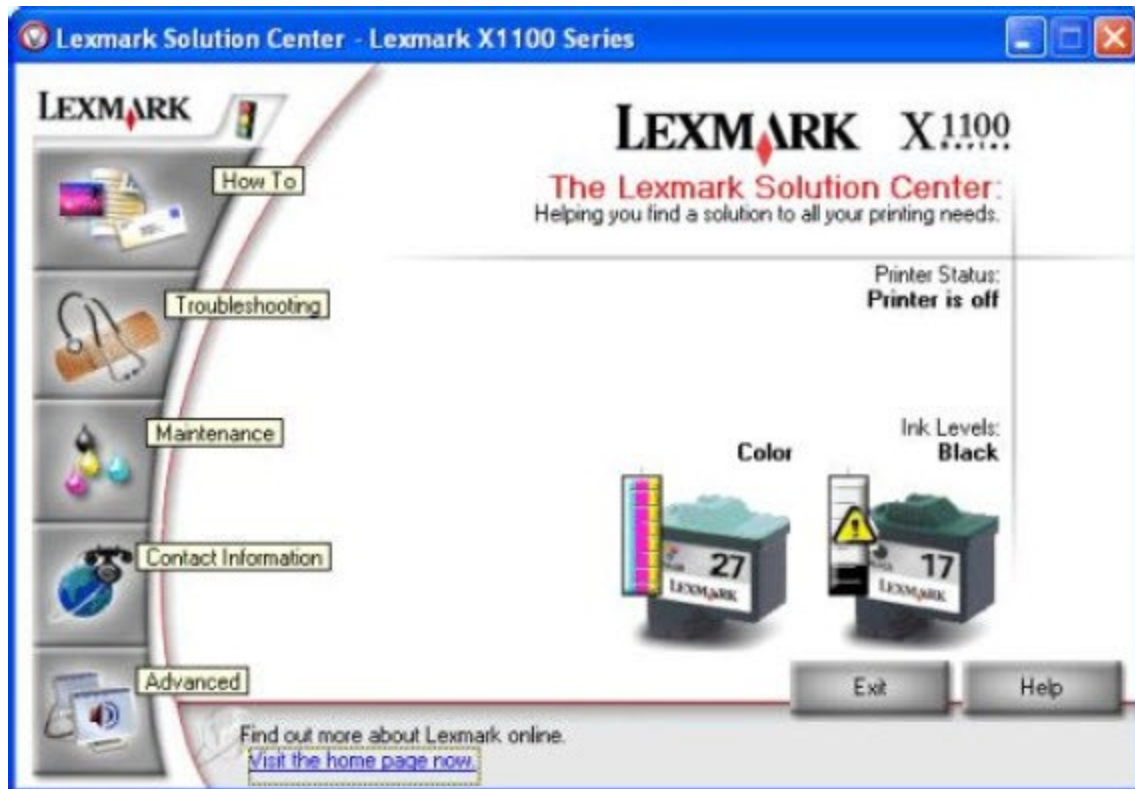 Lexmark Solution Center - Lexmark X1100 Series
LEXMARK
How To
Troubleshooting
Maintenance
Contact Information
Advanced
LEXMARK X1100
Series
The Lexmark Solution Center:
Helping you find a solution to all your printing needs.
Printer Status:
Printer is off
Ink Levels:
Color Black
27
LEXMARK
17
LEXMARK
Exit Help
Find out more about Lexmark online.
Visit the home page now.